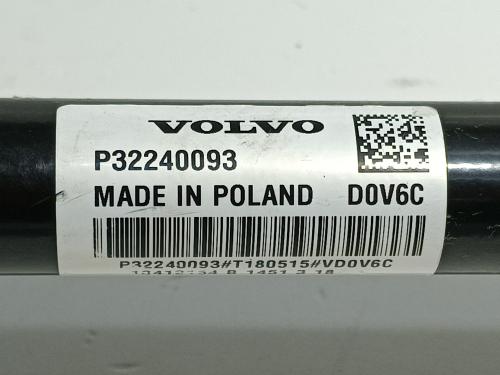 VOLVO
P32240093
MADE IN POLAND D0V6C
P32240093#T180515#VD0V6C